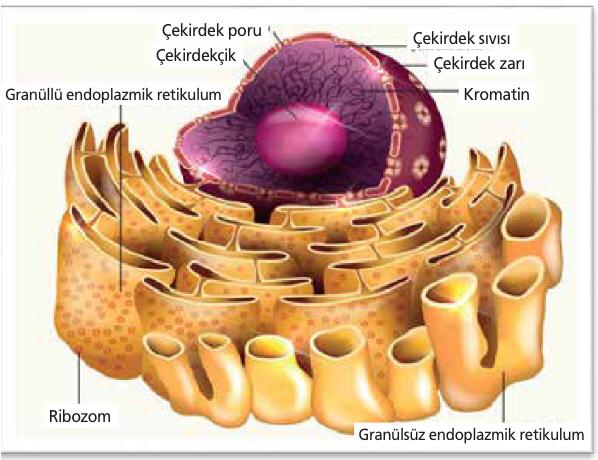 Çekirdek poru
Çekirdek sıvısı
Çekirdekçik
Çekirdek zarı
Granüllü endoplazmik retikulum
Kromatin
Ribozom
Granülsüz endoplazmik retikulum